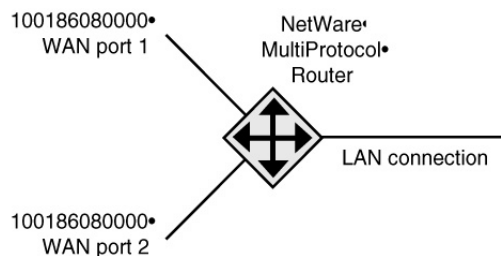 100186080000•
WAN port 1
NetWare•
MultiProtocol•
Router
LAN connection
100186080000•
WAN port 2